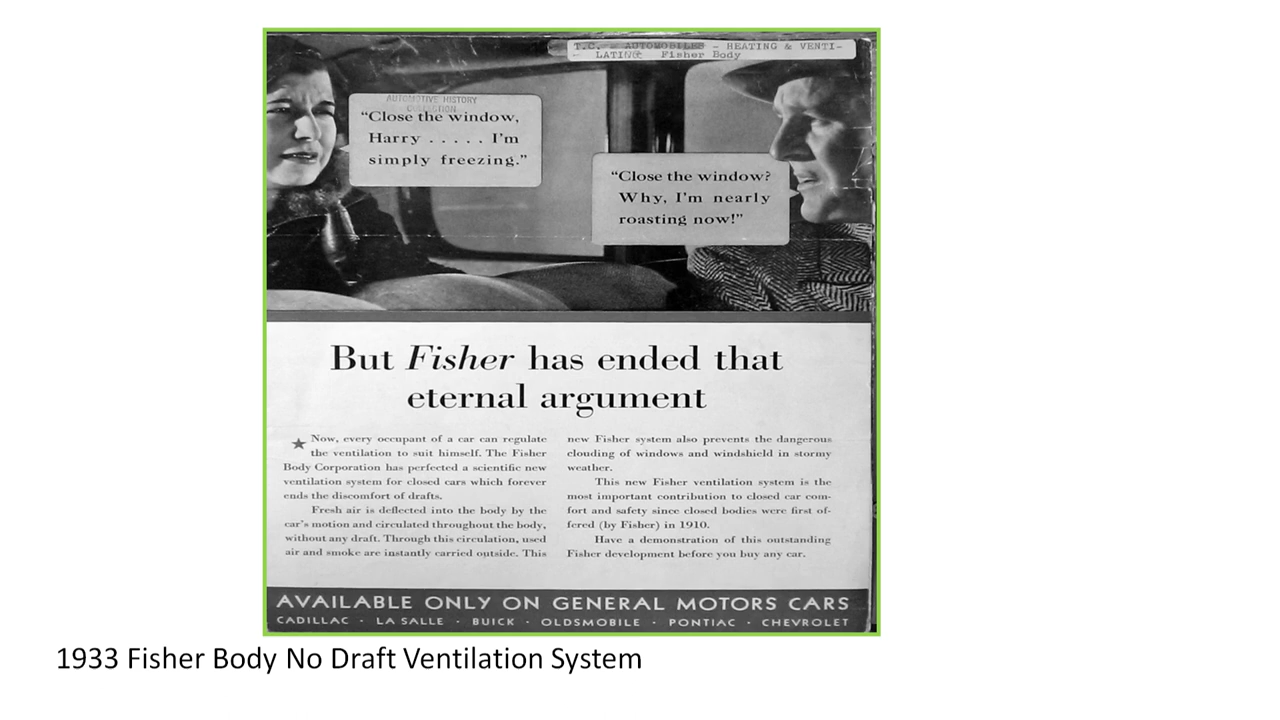 T.C. - AUTOMOBILES - HEATING & VENTI-
- LATING Fisher Body
AUTOMOTIVE HISTORY
COLLECTION
“Close the window,
Harry . . . . . I'm
simply freezing.”
“Close the window?
Why, I'm nearly
roasting now!”
But Fisher has ended that
eternal argument
★ Now, every occupant of a car can regulate
the ventilation to suit himself. The Fisher
Body Corporation has perfected a scientific new
ventilation system for closed cars which forever
ends the discomfort of drafts.
Fresh air is deflected into the body by the
car's motion and circulated throughout the body,
without any draft. Through this circulation, used
air and smoke are instantly carried outside. This
new Fisher system also prevents the dangerous
clouding of windows and windshield in stormy
weather.
This new Fisher ventilation system is the
most important contribution to closed car com-
fort and safety since closed bodies were first of-
fered (by Fisher) in 1910.
Have a demonstration of this outstanding
Fisher development before you buy any car.
AVAILABLE ONLY ON GENERAL MOTORS CARS
CADILLAC · LA SALLE · BUICK · OLDSMOBILE · PONTIAC · CHEVROLET
1933 Fisher Body No Draft Ventilation System